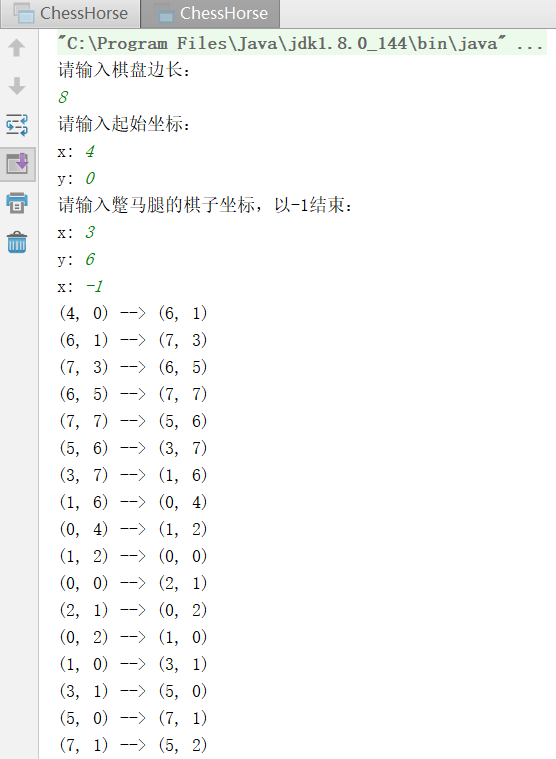 ChessHorse ChessHorse
"C:\Program Files\Java\jdk1.8.0_144\bin\java" ...
请输入棋盘边长：
8
请输入起始坐标：
x: 4
y: 0
请输入蹩马腿的棋子坐标，以-1结束：
x: 3
y: 6
x: -1
(4, 0) --> (6, 1)
(6, 1) --> (7, 3)
(7, 3) --> (6, 5)
(6, 5) --> (7, 7)
(7, 7) --> (5, 6)
(5, 6) --> (3, 7)
(3, 7) --> (1, 6)
(1, 6) --> (0, 4)
(0, 4) --> (1, 2)
(1, 2) --> (0, 0)
(0, 0) --> (2, 1)
(2, 1) --> (0, 2)
(0, 2) --> (1, 0)
(1, 0) --> (3, 1)
(3, 1) --> (5, 0)
(5, 0) --> (7, 1)
(7, 1) --> (5, 2)